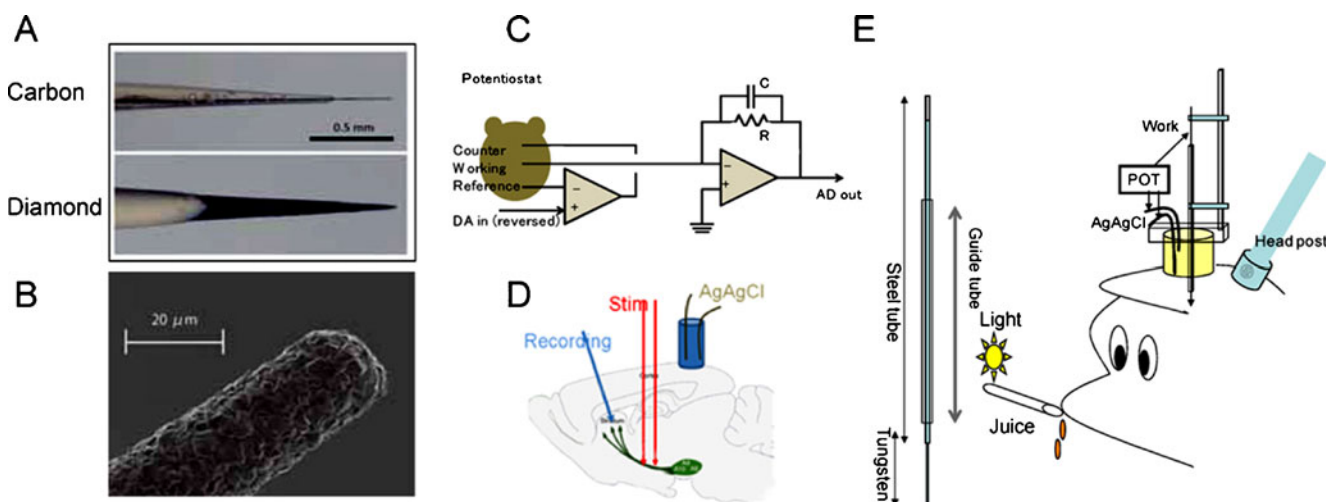 A
Carbon
0.5 mm
Diamond
B
20 μm
C
Potentiostat
C
R
Counter
Working
Reference
DA in (reversed)
AD out
D
Stim
AgAgCl
Recording
E
Work
POT
AgAgCl
Head post
Steel tube
Guide tube
Light
Juice
Tungsten